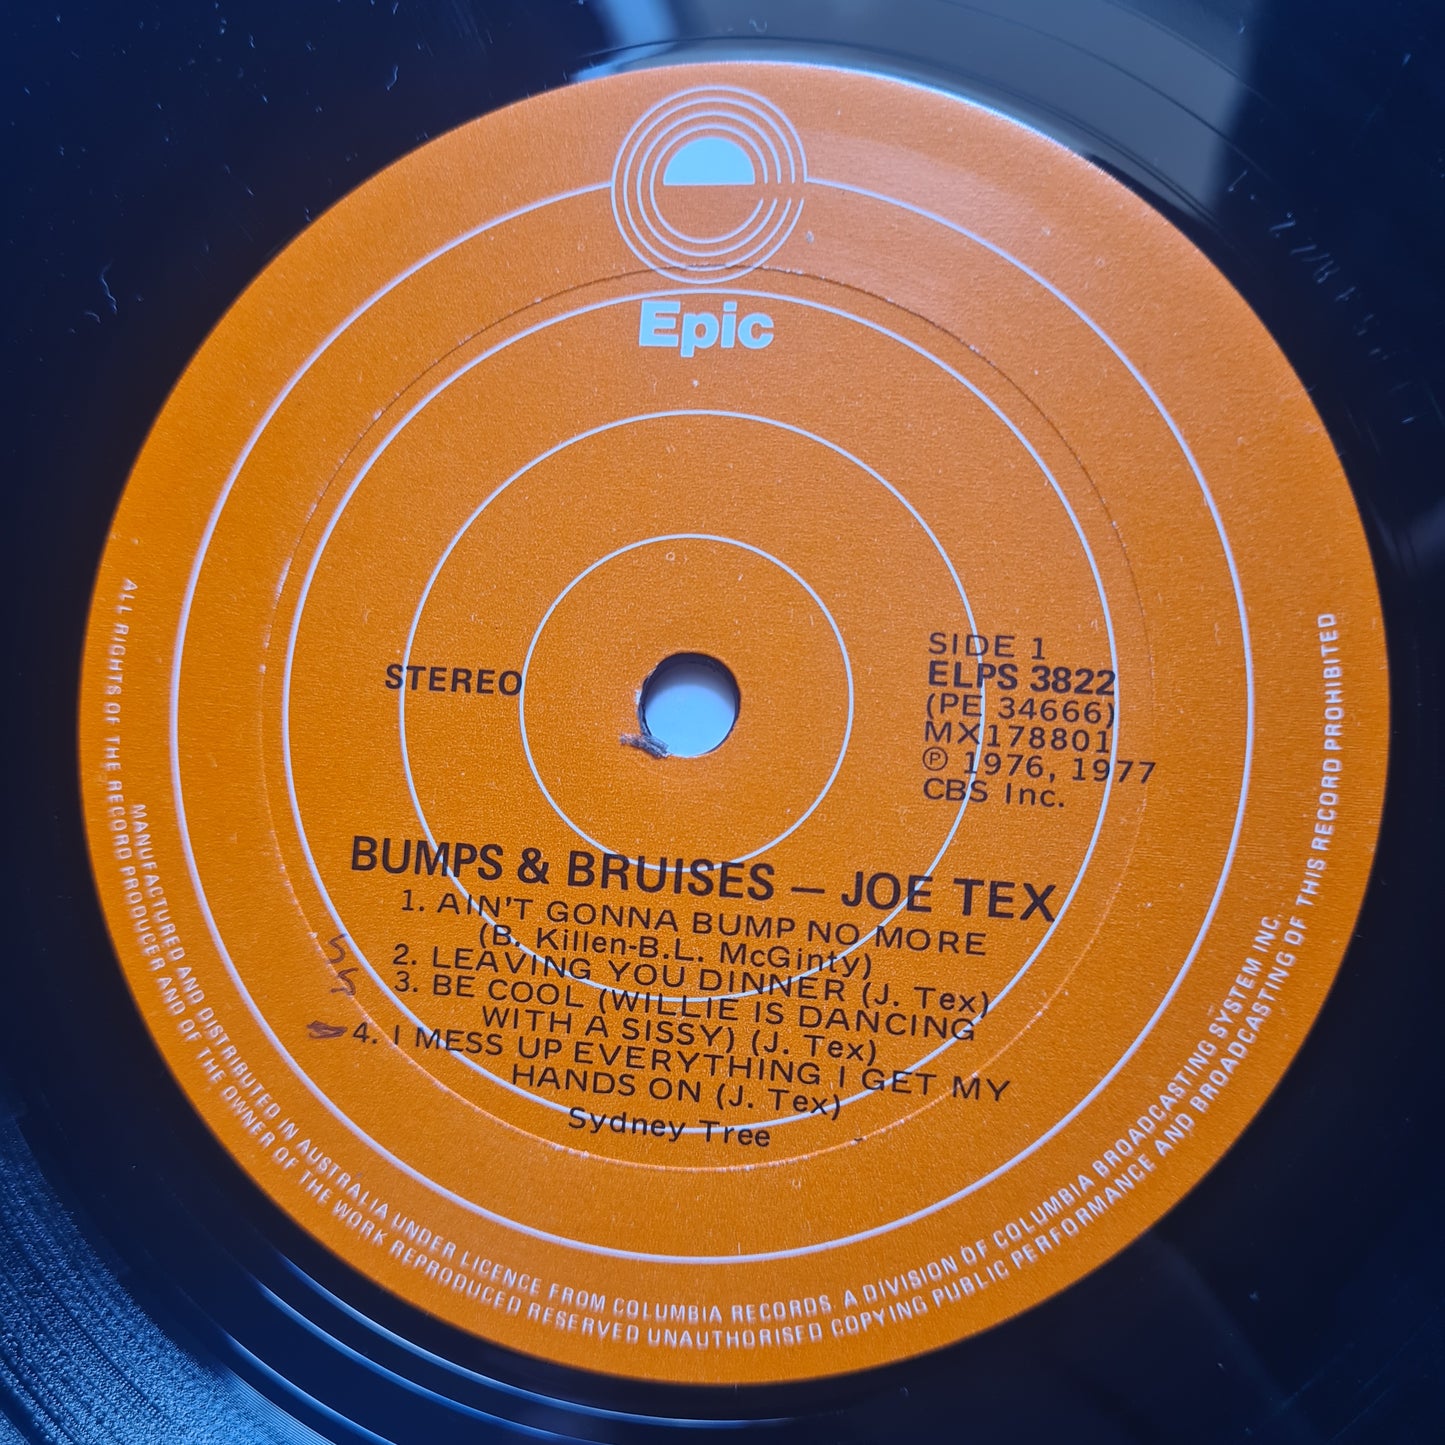 Epic
STEREO
SIDE 1
ELPS 3822
(PE 34666)
MX178801
℗ 1976, 1977
CBS Inc.
BUMPS & BRUISES – JOE TEX
1. AIN'T GONNA BUMP NO MORE
(B. Killen-B.L. McGinty)
2. LEAVING YOU DINNER (J. Tex)
3. BE COOL (WILLIE IS DANCING
WITH A SISSY) (J. Tex)
4. I MESS UP EVERYTHING I GET MY
HANDS ON (J. Tex)
Sydney Tree
MANUFACTURED AND DISTRIBUTED IN AUSTRALIA UNDER LICENCE FROM COLUMBIA RECORDS. A DIVISION OF COLUMBIA BROADCASTING SYSTEM INC.
ALL RIGHTS OF THE RECORD PRODUCER AND OF THE OWNER OF THE WORK REPRODUCED RESERVED UNAUTHORISED COPYING PUBLIC PERFORMANCE AND BROADCASTING OF THIS RECORD PROHIBITED